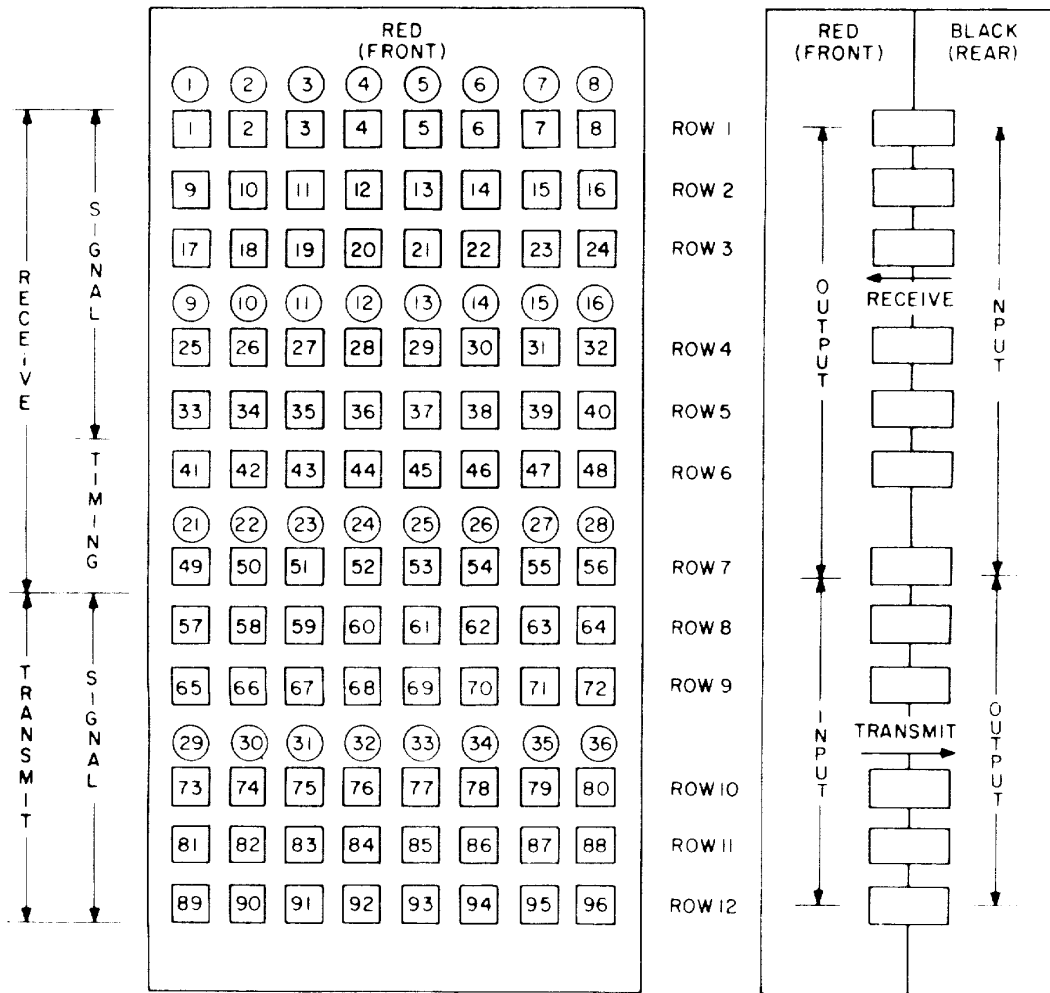 RED
(FRONT)
1 2 3 4 5 6 7 8
1 2 3 4 5 6 7 8 ROW 1
9 10 11 12 13 14 15 16 ROW 2
17 18 19 20 21 22 23 24 ROW 3
9 10 11 12 13 14 15 16
25 26 27 28 29 30 31 32 ROW 4
33 34 35 36 37 38 39 40 ROW 5
41 42 43 44 45 46 47 48 ROW 6
21 22 23 24 25 26 27 28
49 50 51 52 53 54 55 56 ROW 7
57 58 59 60 61 62 63 64 ROW 8
65 66 67 68 69 70 71 72 ROW 9
29 30 31 32 33 34 35 36
73 74 75 76 77 78 79 80 ROW 10
81 82 83 84 85 86 87 88 ROW 11
89 90 91 92 93 94 95 96 ROW 12
RECEIVE
SIGNAL
TIMING
TRANSMIT
SIGNAL
RED
(FRONT)
BLACK
(REAR)
OUTPUT
RECEIVE
INPUT
INPUT
TRANSMIT
OUTPUT